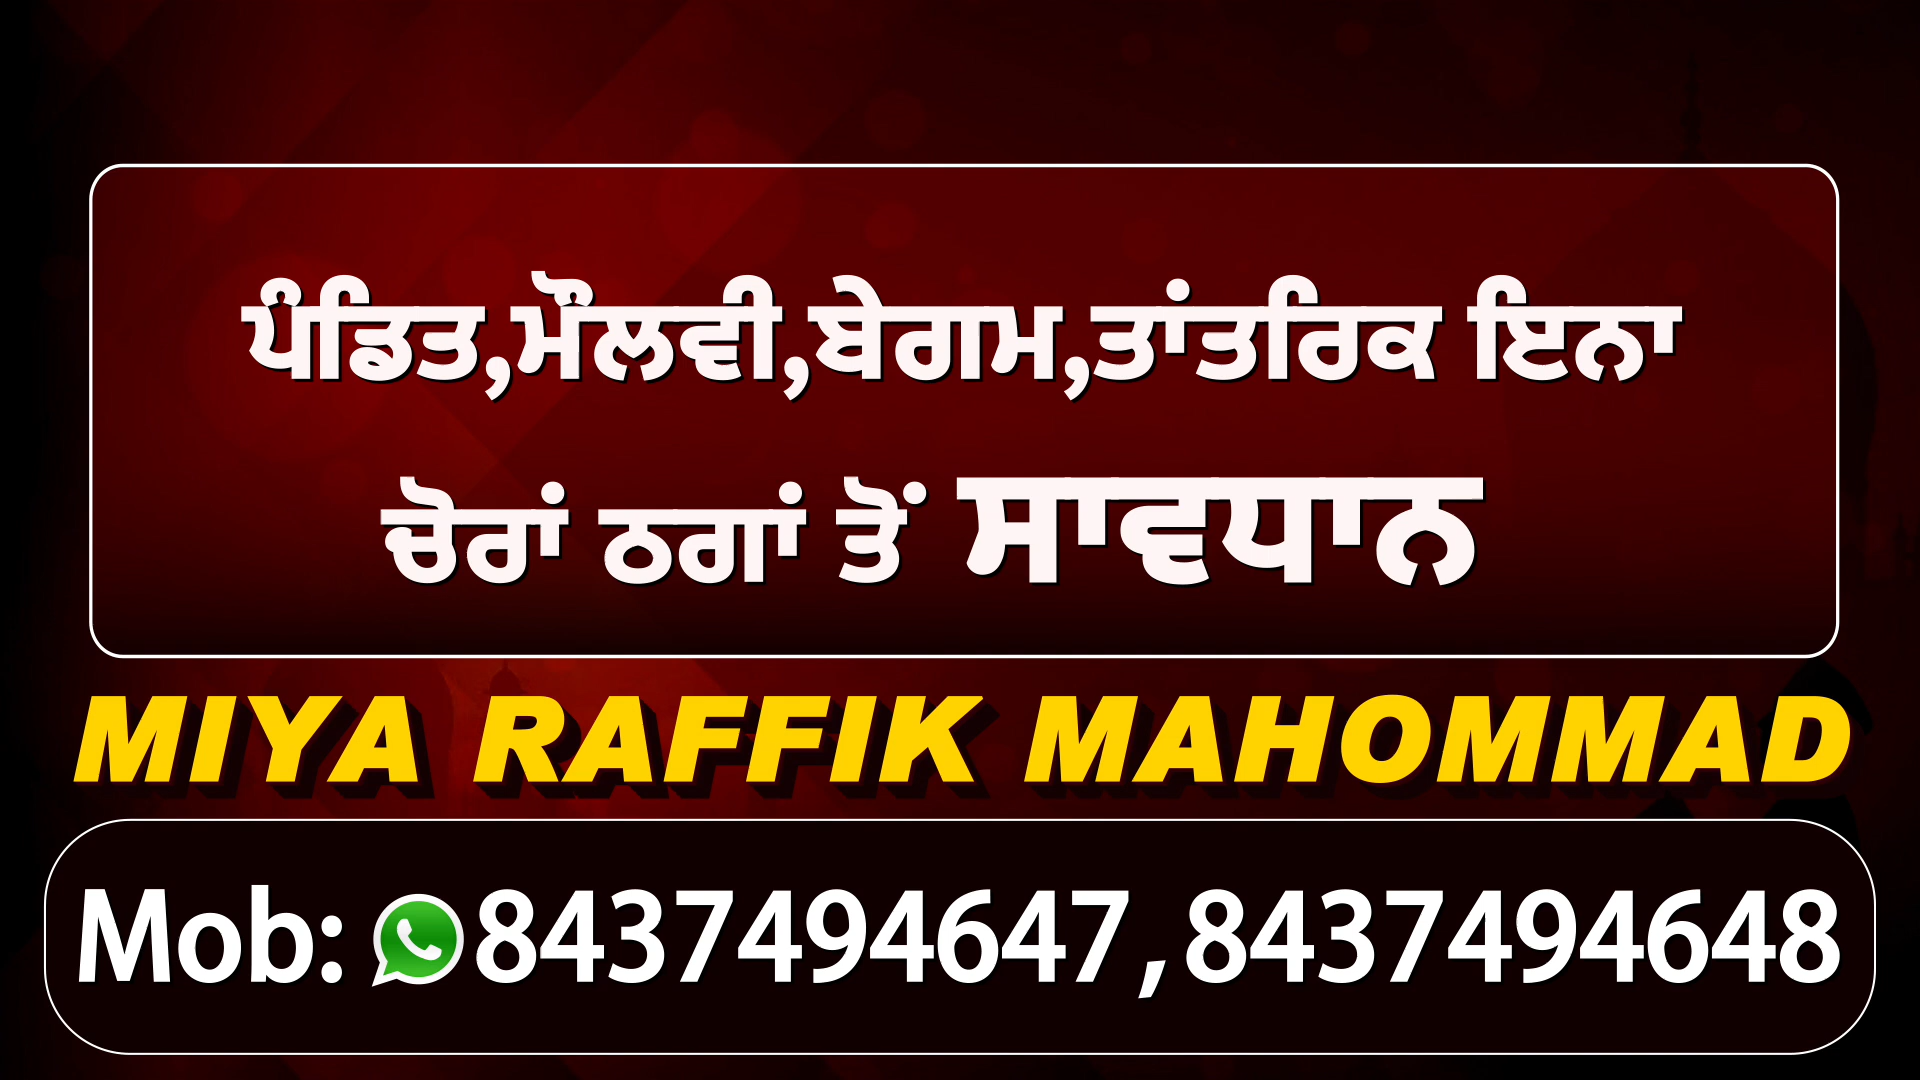 ਪੰਡਿਤ,ਮੌਲਵੀ,ਬੇਗਮ,ਤਾਂਤਰਿਕ ਇਨਾ
ਚੋਰਾਂ ਠਗਾਂ ਤੋਂ ਸਾਵਧਾਨ
MIYA RAFFIK MAHOMMAD
Mob: 8437494647, 8437494648